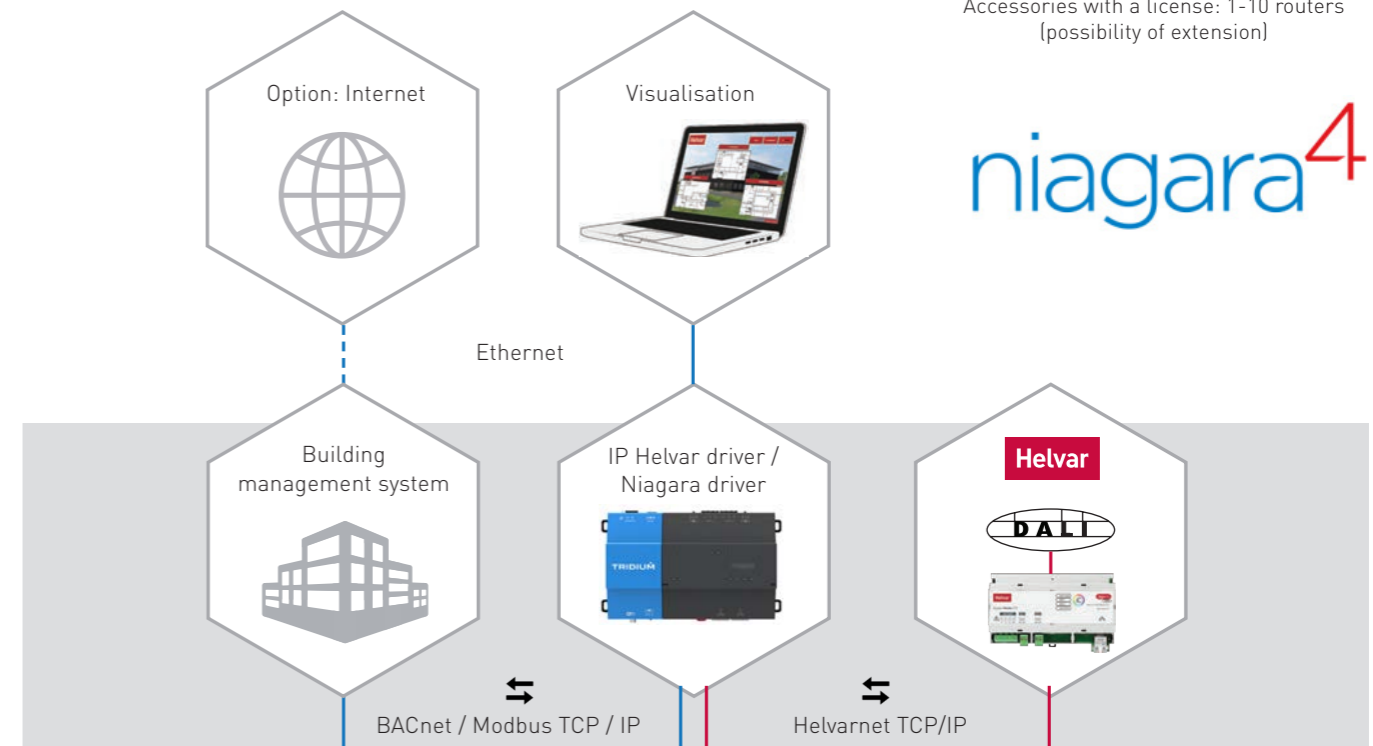 Accessories with a license: 1-10 routers
(possibility of extension)
Option: Internet
Visualisation
niagara4
Ethernet
Building
management system
IP Helvar driver /
Niagara driver
TRIDIUM
Helvar
DALI
Helvar
BACnet / Modbus TCP / IP
Helvarnet TCP/IP